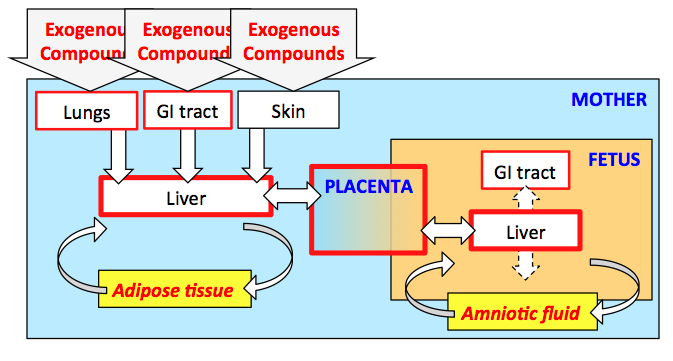 Exogenous Exogenous Exogenous
Compound Compounds Compounds
MOTHER
Lungs GI tract Skin
FETUS
GI tract
PLACENTA
Liver
Liver
Adipose tissue
Amniotic fluid